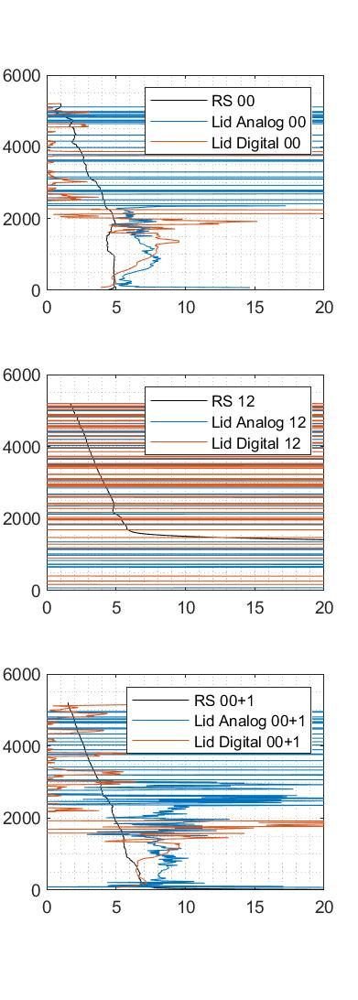 6000
4000
2000
0
RS 00
Lid Analog 00
Lid Digital 00
0 5 10 15 20
6000
4000
2000
0
RS 12
Lid Analog 12
Lid Digital 12
0 5 10 15 20
6000
4000
2000
0
RS 00+1
Lid Analog 00+1
Lid Digital 00+1
0 5 10 15 20